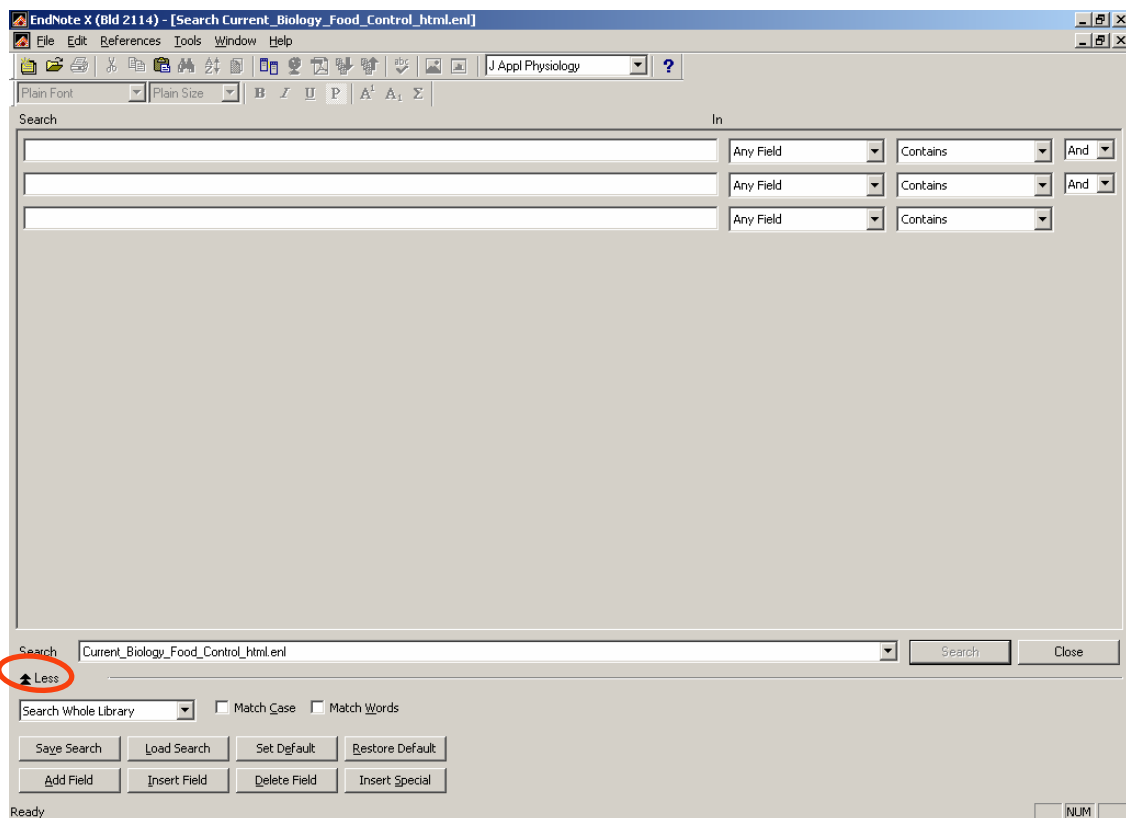 EndNote X (Bld 2114) - [Search Current_Biology_Food_Control_html.enl]
File Edit References Tools Window Help
J Appl Physiology ?
Plain Font Plain Size B I U P A¹ A₁ Σ
Search In
Any Field Contains And
Any Field Contains And
Any Field Contains
Search Current_Biology_Food_Control_html.enl Search Close
Less
Search Whole Library Match Case Match Words
Save Search Load Search Set Default Restore Default
Add Field Insert Field Delete Field Insert Special
Ready NUM